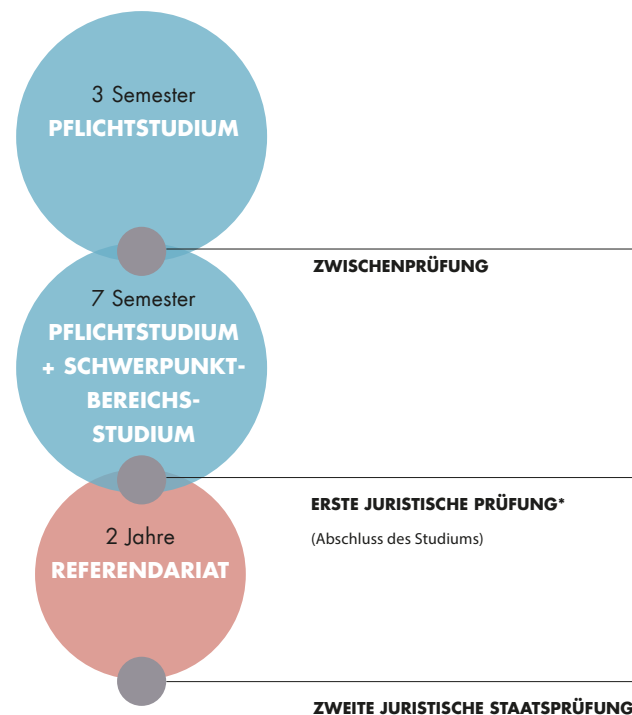 3 Semester
PFLICHTSTUDIUM
ZWISCHENPRÜFUNG
7 Semester
PFLICHTSTUDIUM
+ SCHWERPUNKT-
BEREICHS-
STUDIUM
ERSTE JURISTISCHE PRÜFUNG*
(Abschluss des Studiums)
2 Jahre
REFERENDARIAT
ZWEITE JURISTISCHE STAATSPRÜFUNG